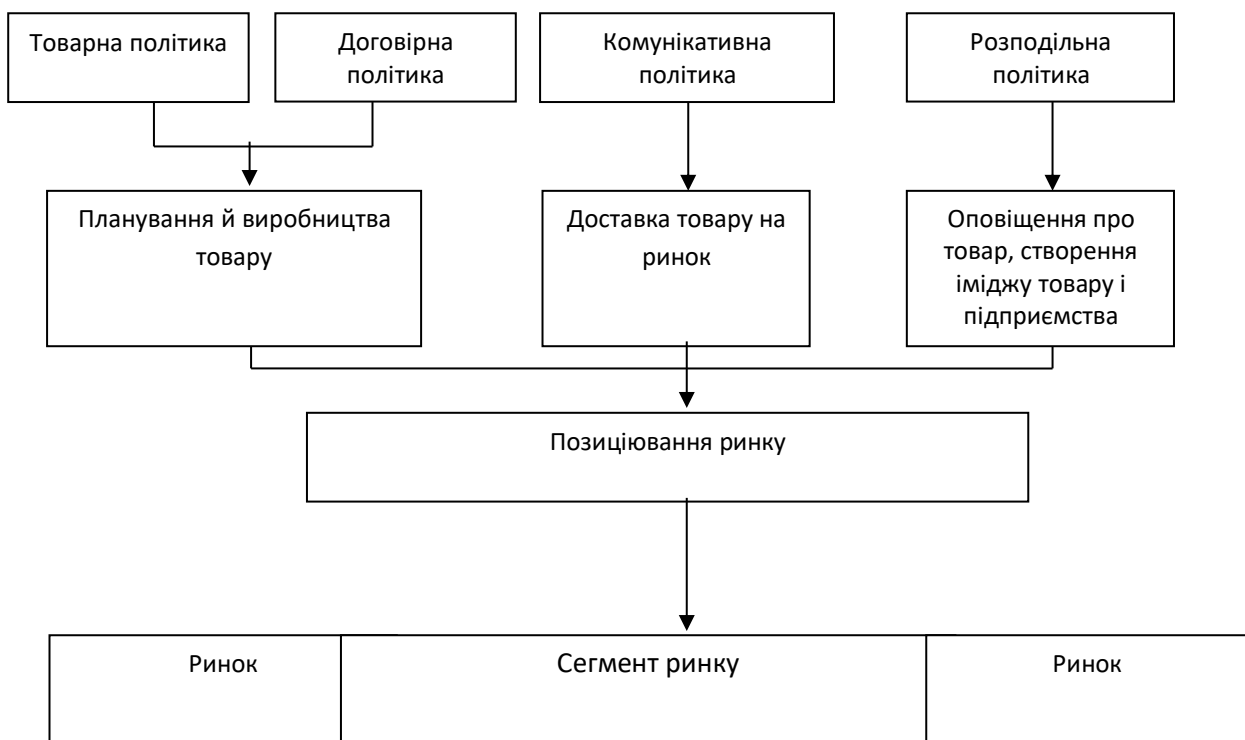 Товарна політика
Договірна
політика
Комунікативна
політика
Розподільна
політика
Планування й виробництва
товару
Доставка товару на
ринок
Оповіщення про
товар, створення
іміджу товару і
підприємства
Позиціювання ринку
Ринок
Сегмент ринку
Ринок